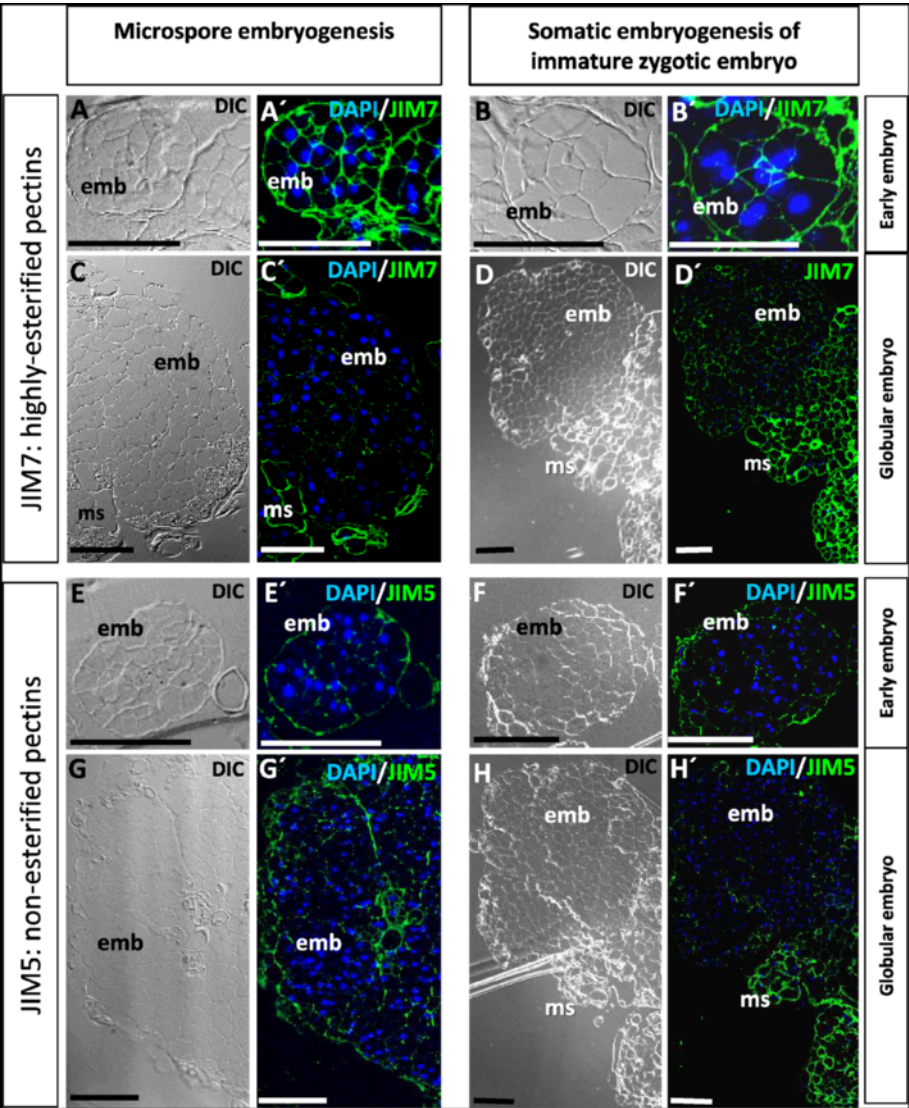 Microspore embryogenesis
Somatic embryogenesis of
immature zygotic embryo
JIM7: highly-esterified pectins
A
DIC
emb
A´
DAPI/JIM7
emb
B
DIC
emb
B´
DAPI/JIM7
emb
Early embryo
C
DIC
emb
ms
C´
DAPI/JIM7
emb
ms
D
DIC
emb
ms
D´
JIM7
emb
ms
Globular embryo
JIM5: non-esterified pectins
E
DIC
emb
E´
DAPI/JIM5
emb
F
DIC
emb
F´
DAPI/JIM5
emb
Early embryo
G
DIC
emb
G´
DAPI/JIM5
emb
H
DIC
emb
ms
H´
DAPI/JIM5
emb
ms
Globular embryo